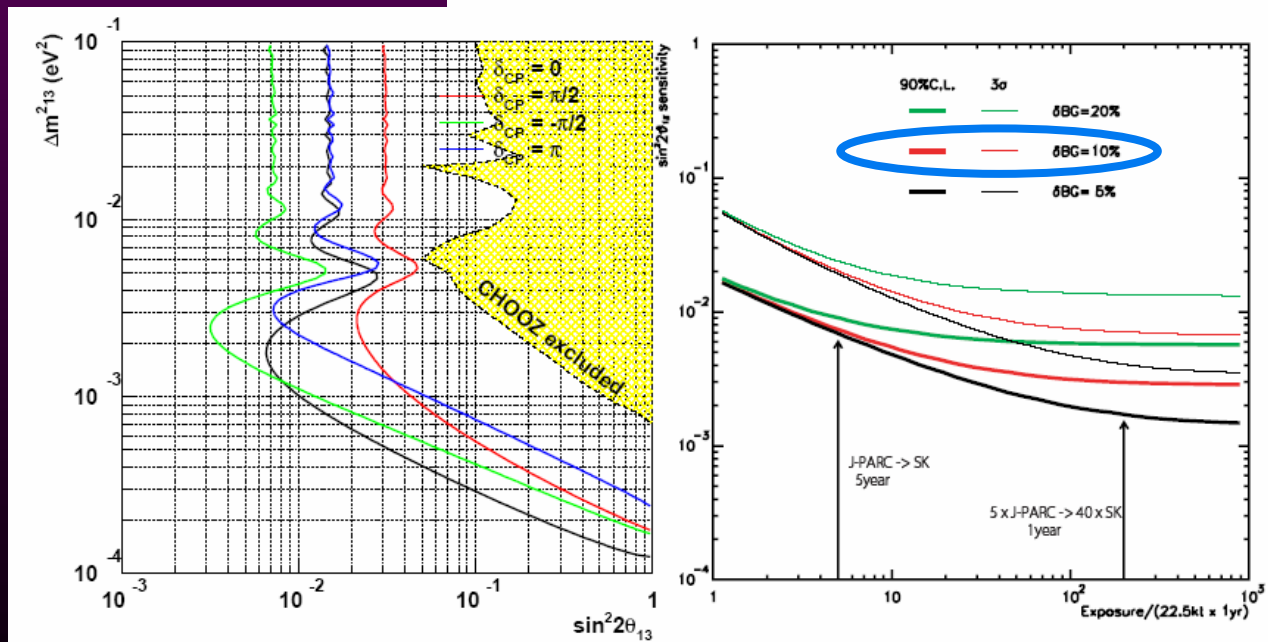 10⁻¹
Δm²¹³ (eV²)
10⁻²
10⁻³
10⁻⁴
δCP = 0
δCP = π/2
δCP = -π/2
δCP = π
CHOOZ excluded
10⁻³
10⁻²
10⁻¹
1
sin²2θ₁₃
sin²2θ₁₃ sensitivity
1
10⁻¹
10⁻²
10⁻³
10⁻⁴
90%C.L. 3σ
δBG=20%
δBG=10%
δBG= 5%
J-PARC -> SK
5year
5 x J-PARC -> 40 x SK
1year
1
10
10²
10³
Exposure/(22.5kt x 1yr)